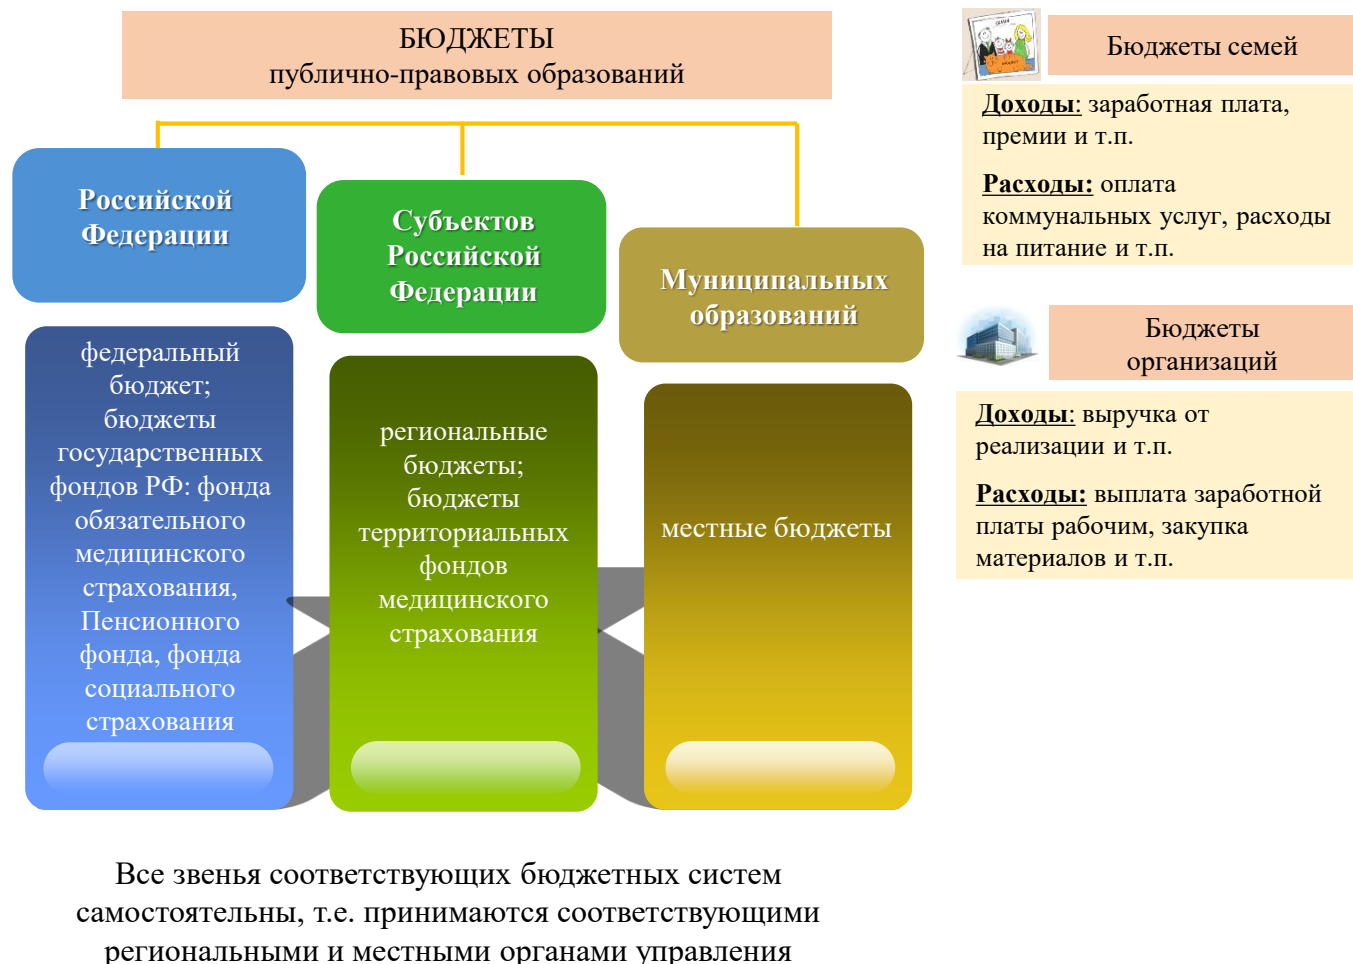 БЮДЖЕТЫ
публично-правовых образований
Российской
Федерации
Субъектов
Российской
Федерации
Муниципальных
образований
федеральный
бюджет;
бюджеты
государственных
фондов РФ: фонда
обязательного
медицинского
страхования,
Пенсионного
фонда, фонда
социального
страхования
региональные
бюджеты;
бюджеты
территориальных
фондов
медицинского
страхования
местные бюджеты
Все звенья соответствующих бюджетных систем
самостоятельны, т.е. принимаются соответствующими
региональными и местными органами управления
Бюджеты семей
Доходы: заработная плата,
премии и т.п.
Расходы: оплата
коммунальных услуг, расходы
на питание и т.п.
Бюджеты
организаций
Доходы: выручка от
реализации и т.п.
Расходы: выплата заработной
платы рабочим, закупка
материалов и т.п.